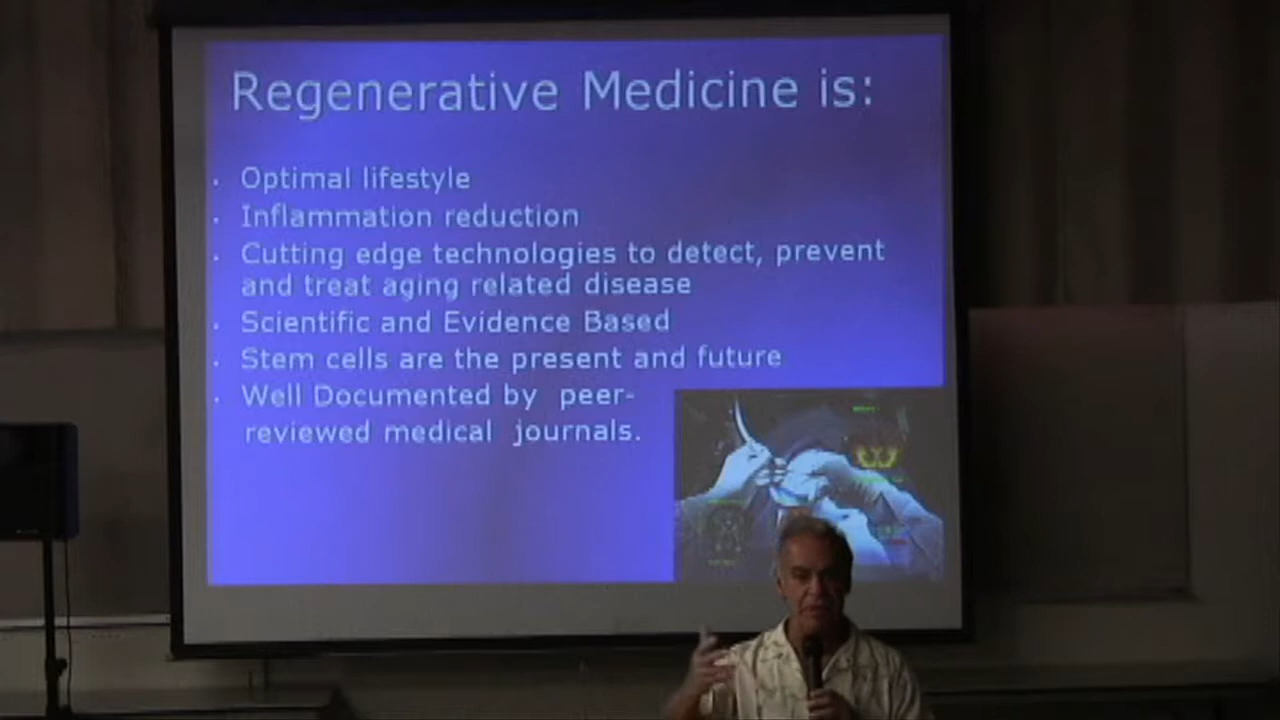 Regenerative Medicine is:
Optimal lifestyle
Inflammation reduction
Cutting edge technologies to detect, prevent
and treat aging related disease
Scientific and Evidence Based
Stem cells are the present and future
Well Documented by peer-
reviewed medical journals.